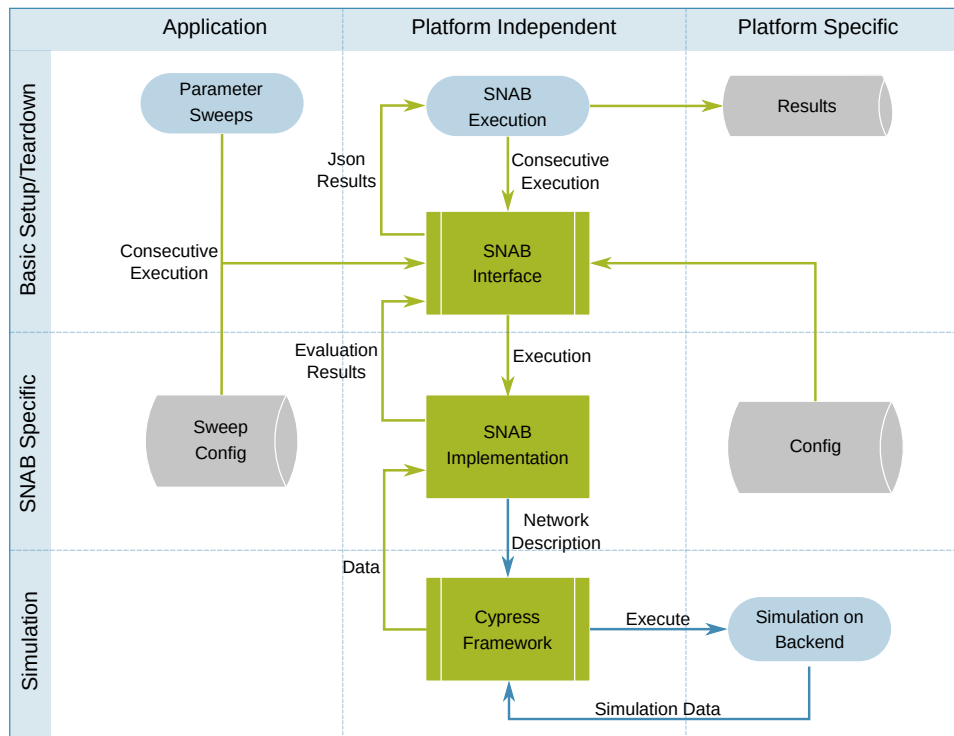 Application
Platform Independent
Platform Specific
Basic Setup/Teardown
Parameter
Sweeps
SNAB
Execution
Results
Json
Results
Consecutive
Execution
Consecutive
Execution
SNAB
Interface
SNAB Specific
Evaluation
Results
Execution
Sweep
Config
SNAB
Implementation
Config
Network
Description
Simulation
Data
Cypress
Framework
Execute
Simulation on
Backend
Simulation Data